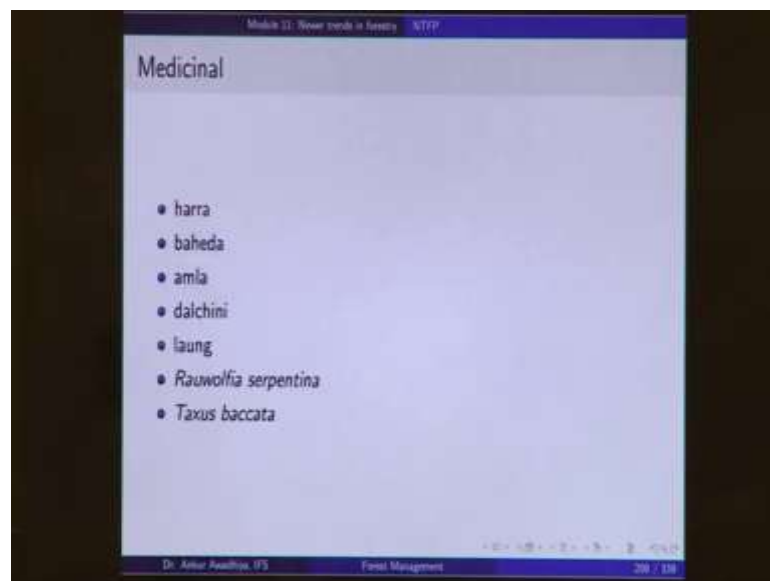 Module 11: Newer trends in forestry NTFP
Medicinal
harra
baheda
amla
dalchini
laung
Rauwolfia serpentina
Taxus baccata
Dr. Ankur Awadhiya, IFS Forest Management